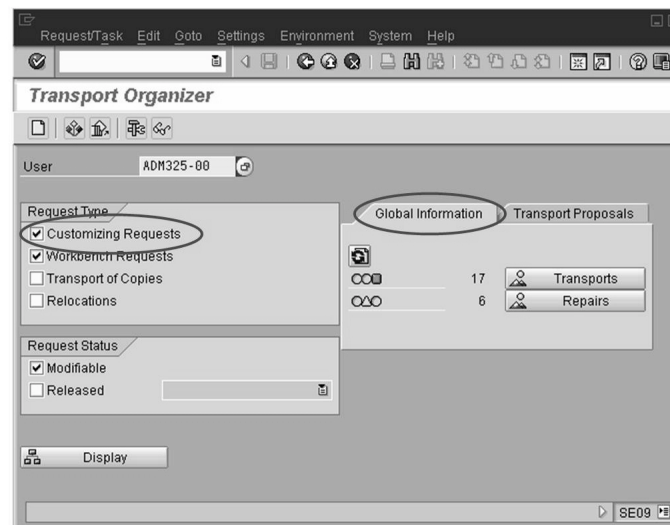 Request/Task Edit Goto Settings Environment System Help
Transport Organizer
User ADM325-00
Request Type
Customizing Requests
Workbench Requests
Transport of Copies
Relocations
Global Information Transport Proposals
17 Transports
6 Repairs
Request Status
Modifiable
Released
Display
SE09